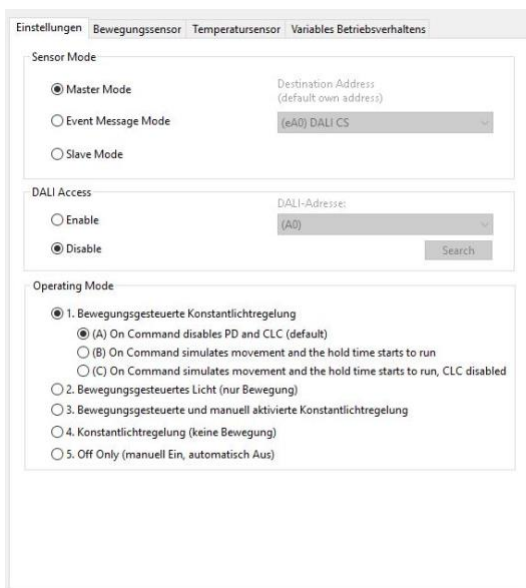 Einstellungen Bewegungssensor Temperatursensor Variables Betriebsverhaltens
Sensor Mode
Master Mode
Destination Address
(default own address)
Event Message Mode
(eA0) DALI CS
Slave Mode
DALI Access
DALI-Adresse:
Enable
(A0)
Disable
Search
Operating Mode
1. Bewegungsgesteuerte Konstantlichtregelung
(A) On Command disables PD and CLC (default)
(B) On Command simulates movement and the hold time starts to run
(C) On Command simulates movement and the hold time starts to run, CLC disabled
2. Bewegungsgesteuertes Licht (nur Bewegung)
3. Bewegungsgesteuerte und manuell aktivierte Konstantlichtregelung
4. Konstantlichtregelung (keine Bewegung)
5. Off Only (manuell Ein, automatisch Aus)